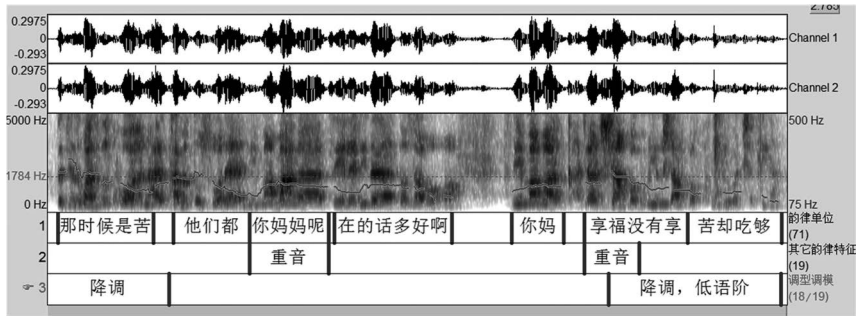 2.785
0.2975
0
-0.293
Channel 1
0.2975
0
-0.293
Channel 2
5000 Hz
500 Hz
1784 Hz
0 Hz
75 Hz
1 那时候是苦 他们都 你妈妈呢 在的话多好啊 你妈 享福没有享 苦却吃够 韵律单位
(71)
2 重音 重音 其它韵律特征
(19)
☞ 3 降调 降调，低语阶 调型调模
(18/19)